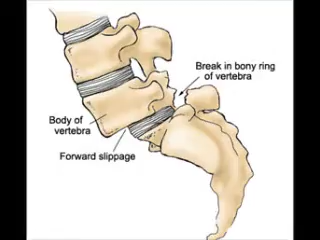 Break in bony ring
of vertebra
Body of
vertebra
Forward slippage